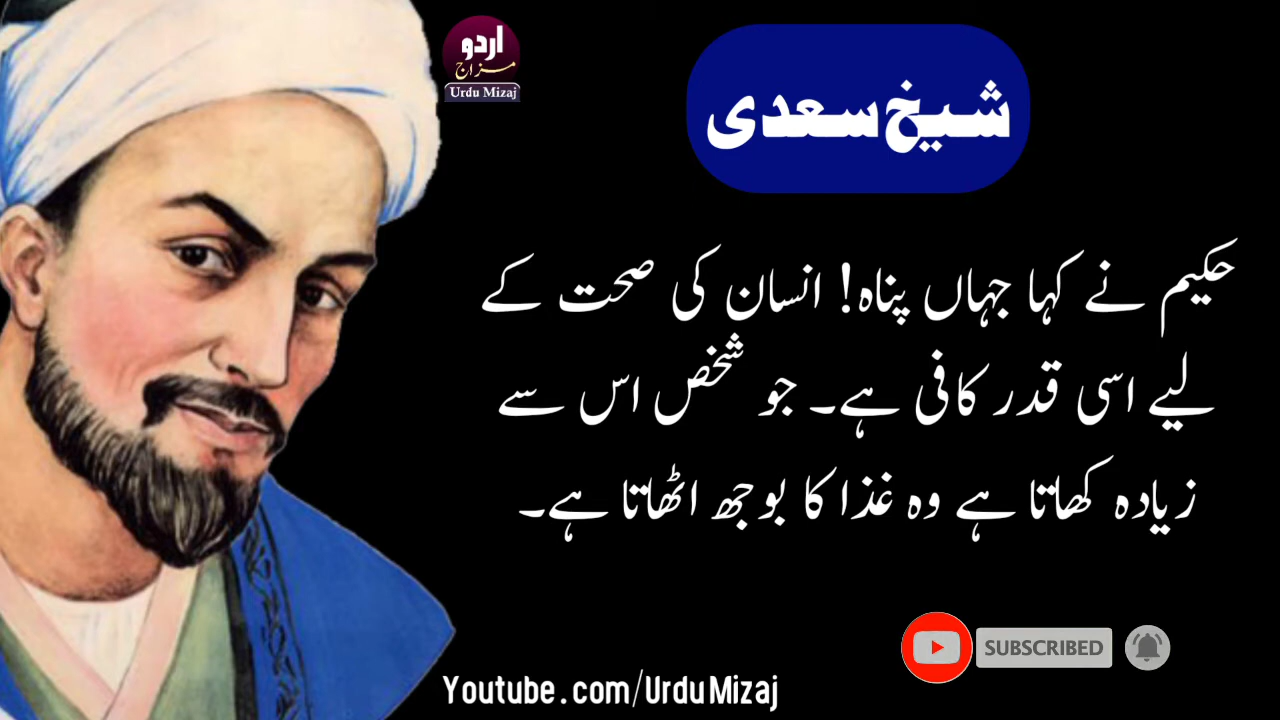 اردو
مزاج
Urdu Mizaj
شیخ سعدی
حکیم نے کہا جہاں پناہ! انسان کی صحت کے
لیے اسی قدر کافی ہے۔ جو شخص اس سے
زیادہ کھاتا ہے وہ غذا کا بوجھ اٹھاتا ہے۔
SUBSCRIBED
Youtube.com/UrduMizaj